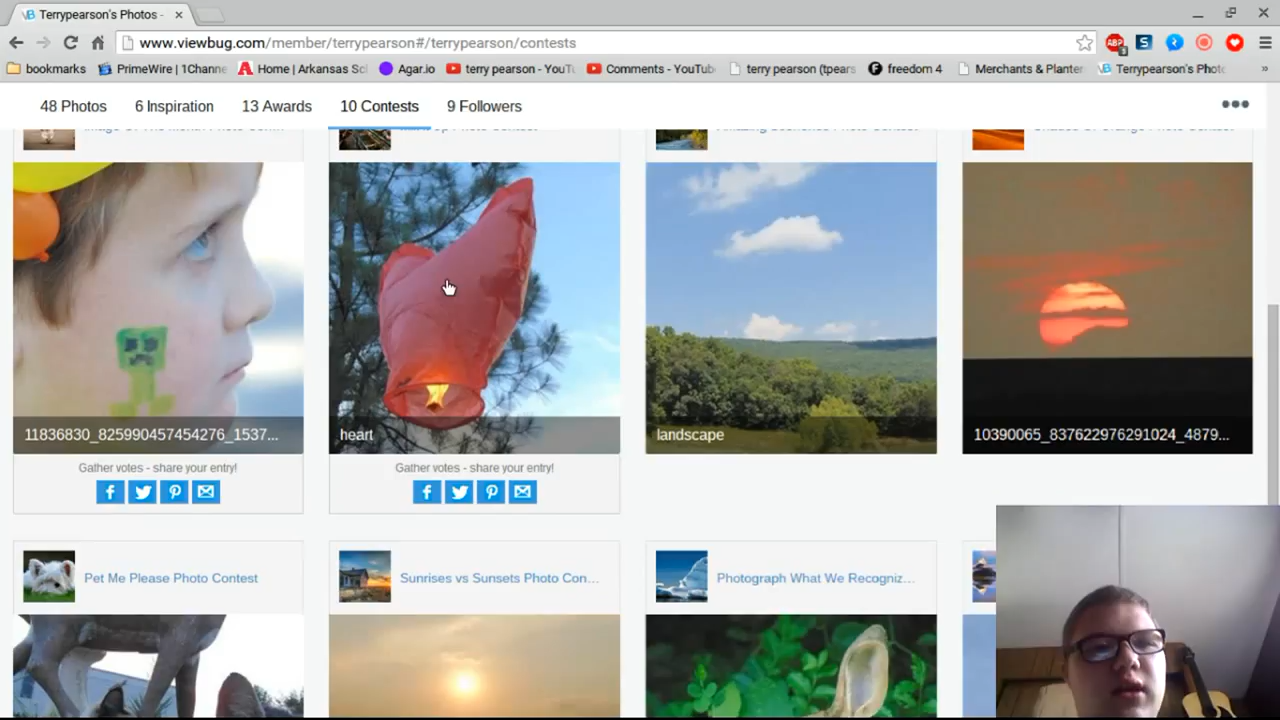 Terrypearson's Photos -
www.viewbug.com/member/terrypearson#/terrypearson/contests
bookmarks PrimeWire | 1Channe Home | Arkansas Sc Agar.io terry pearson - YouTu Comments - YouTub terry pearson (tpears freedom 4 Merchants & Planter Terrypearson's Phot »
48 Photos 6 Inspiration 13 Awards 10 Contests 9 Followers •••
11836830_825990457454276_1537... heart landscape 10390065_837622976291024_4879...
Gather votes - share your entry! Gather votes - share your entry!
Pet Me Please Photo Contest Sunrises vs Sunsets Photo Con... Photograph What We Recogniz...